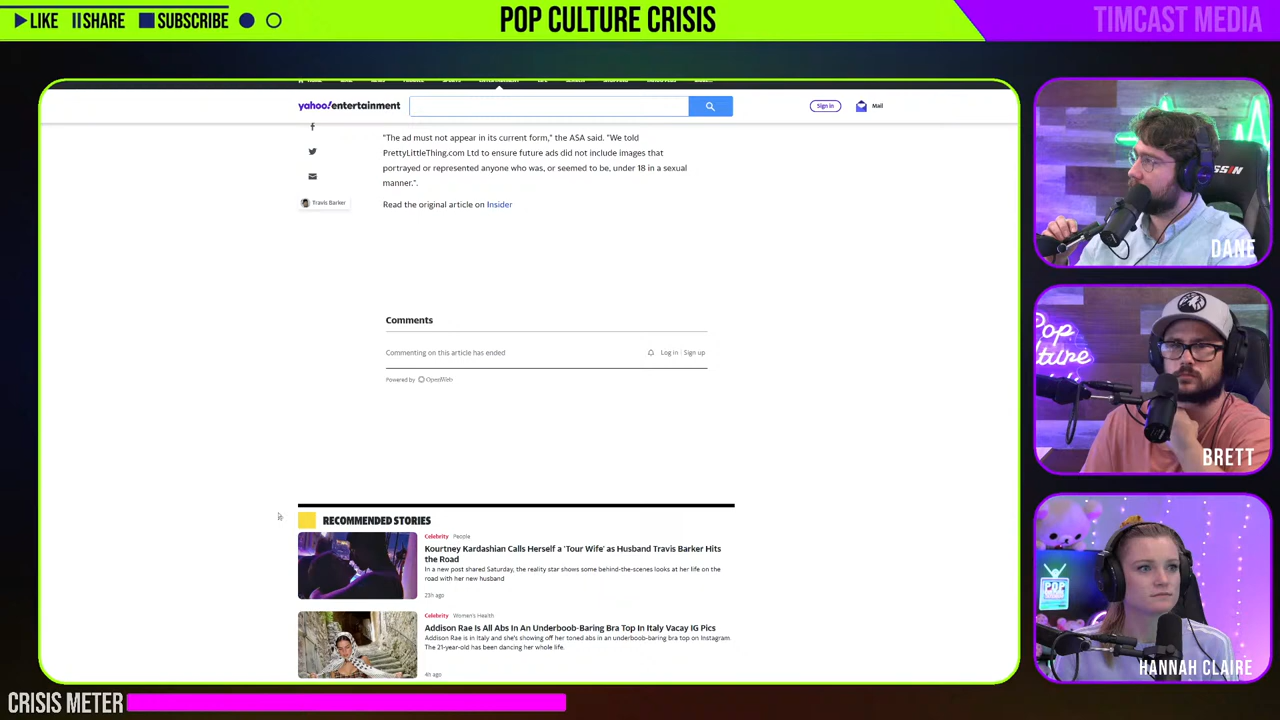 LIKE SHARE SUBSCRIBE
POP CULTURE CRISIS
TIMCAST MEDIA
yahoo!entertainment
Sign in
Mail
"The ad must not appear in its current form," the ASA said. "We told
PrettyLittleThing.com Ltd to ensure future ads did not include images that
portrayed or represented anyone who was, or seemed to be, under 18 in a sexual
manner.".
Travis Barker
Read the original article on Insider
Comments
Commenting on this article has ended
Log in | Sign up
Powered by OpenWeb
RECOMMENDED STORIES
Celebrity People
Kourtney Kardashian Calls Herself a 'Tour Wife' as Husband Travis Barker Hits
the Road
In a new post shared Saturday, the reality star shows some behind-the-scenes looks at her life on the
road with her new husband
23h ago
Celebrity Women's Health
Addison Rae Is All Abs In An Underboob-Baring Bra Top In Italy Vacay IG Pics
Addison Rae is in Italy and she's showing off her toned abs in an underboob-baring bra top on Instagram
The 21-year-old has been dancing her whole life.
4h ago
DANE
Pop
BRETT
POP
HANNAH CLAIRE
CRISIS METER